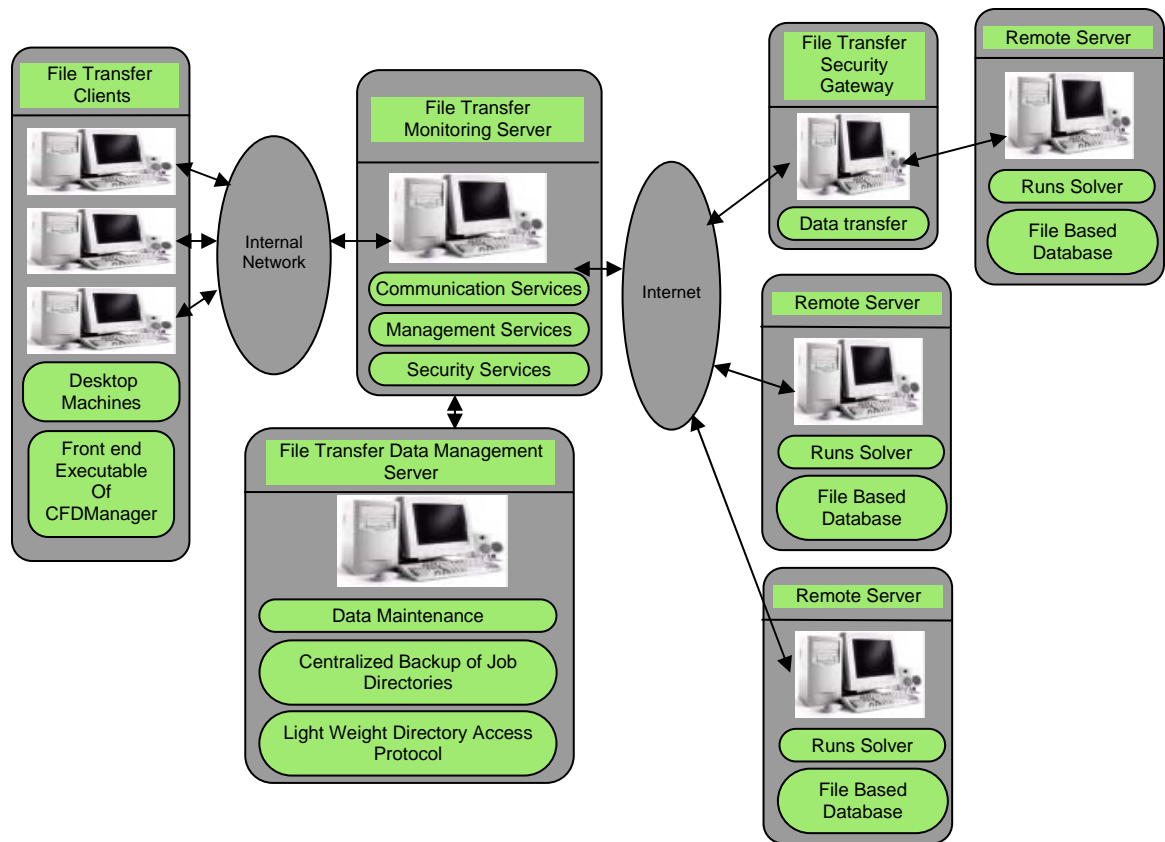 File Transfer
Clients
Desktop
Machines
Front end
Executable
Of
CFDManager
Internal
Network
File Transfer
Monitoring Server
Communication Services
Management Services
Security Services
File Transfer Data Management
Server
Data Maintenance
Centralized Backup of Job
Directories
Light Weight Directory Access
Protocol
Internet
File Transfer
Security
Gateway
Data transfer
Remote Server
Runs Solver
File Based
Database
Remote Server
Runs Solver
File Based
Database
Remote Server
Runs Solver
File Based
Database